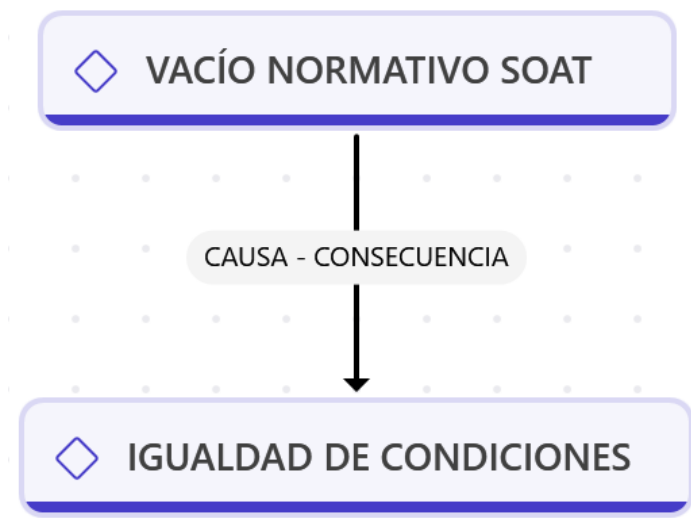 VACÍO NORMATIVO SOAT
CAUSA - CONSECUENCIA
IGUALDAD DE CONDICIONES